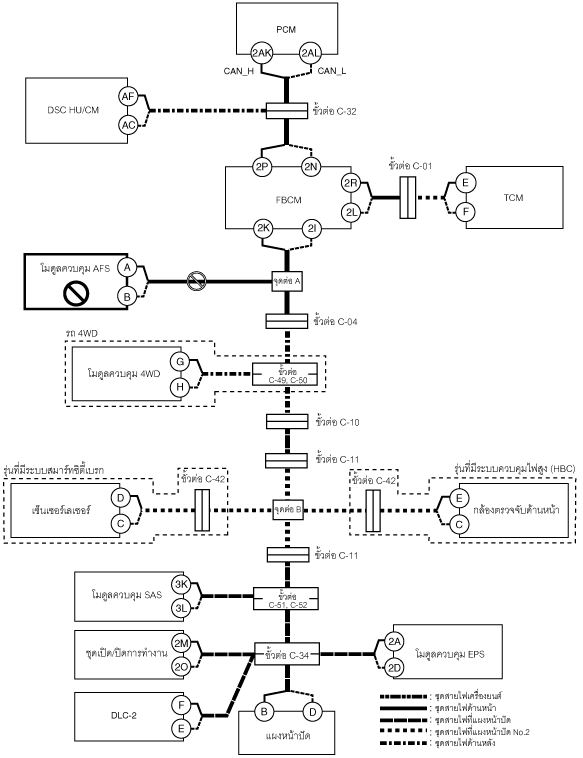 PCM
2AK
2AL
CAN_H
CAN_L
AF
AC
DSC HU/CM
ขั้วต่อ C-32
2P
2N
ขั้วต่อ C-01
2R
2L
FBCM
E
F
TCM
2K
2I
โมดูลควบคุม AFS
A
B
จุดต่อ A
ขั้วต่อ C-04
รถ 4WD
โมดูลควบคุม 4WD
G
H
ขั้วต่อ
C-49, C-50
ขั้วต่อ C-10
ขั้วต่อ C-11
รุ่นที่มีระบบสมาร์ทซิตี้เบรก
รุ่นที่มีระบบควบคุมไฟสูง (HBC)
ขั้วต่อ C-42
ขั้วต่อ C-42
เซ็นเซอร์เลเซอร์
D
C
จุดต่อ B
E
C
กล้องตรวจจับด้านหน้า
ขั้วต่อ C-11
โมดูลควบคุม SAS
3K
3L
ขั้วต่อ
C-51, C-52
ชุดเปิด/ปิดการทำงาน
2M
2O
ขั้วต่อ C-34
2A
2D
โมดูลควบคุม EPS
DLC-2
F
E
B
D
แผงหน้าปัด
: ชุดสายไฟเครื่องยนต์
: ชุดสายไฟด้านหน้า
: ชุดสายไฟที่แผงหน้าปัด
: ชุดสายไฟที่แผงหน้าปัด No.2
: ชุดสายไฟด้านหลัง